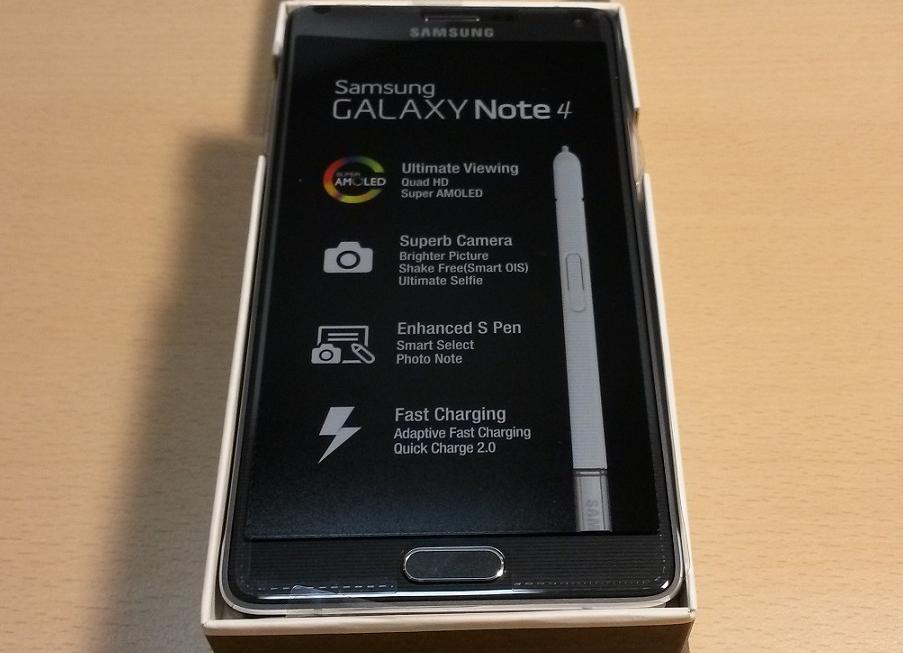 SAMSUNG
Samsung
GALAXY Note 4
SUPER
AMOLED
Ultimate Viewing
Quad HD
Super AMOLED
Superb Camera
Brighter Picture
Shake Free(Smart OIS)
Ultimate Selfie
Enhanced S Pen
Smart Select
Photo Note
Fast Charging
Adaptive Fast Charging
Quick Charge 2.0
SAM